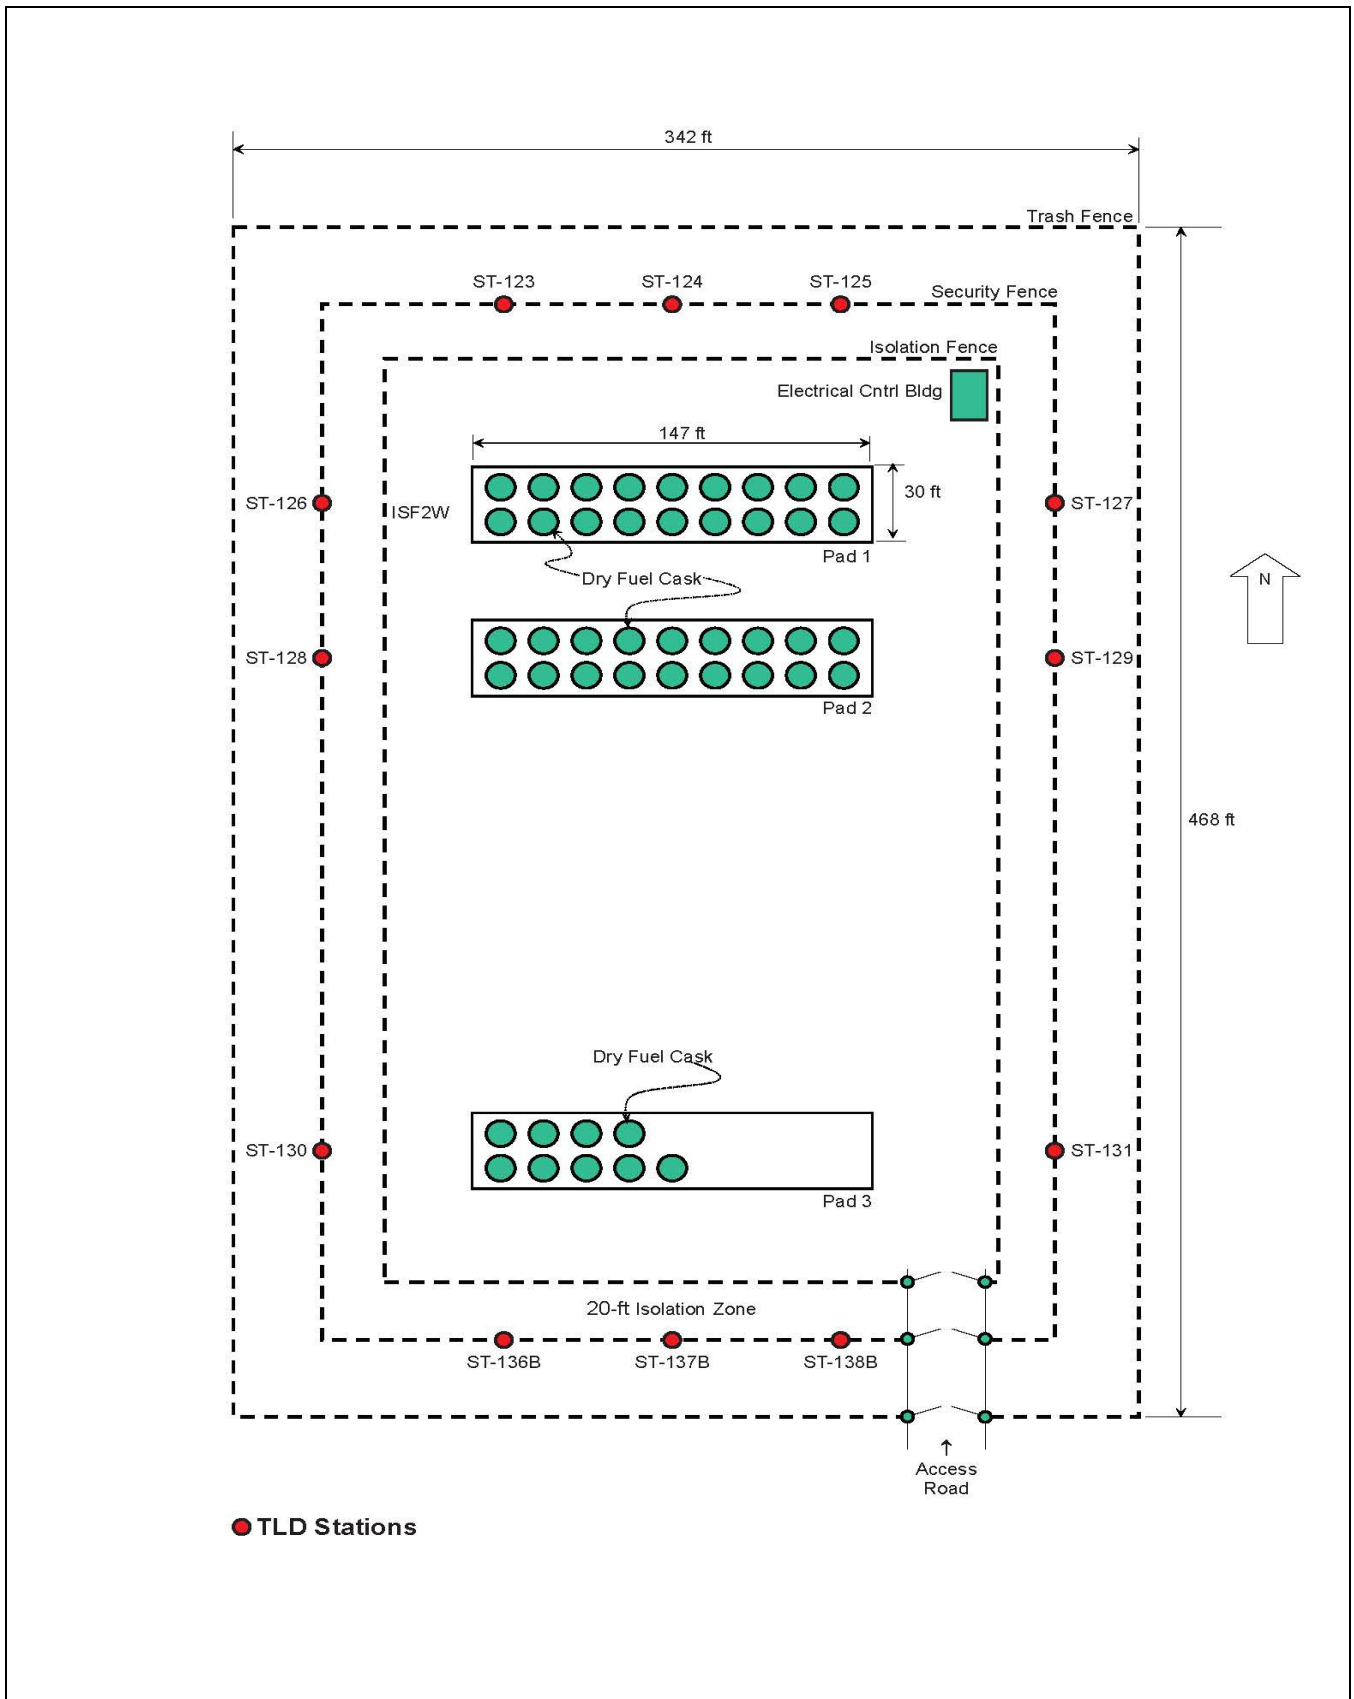 342 ft
Trash Fence
ST-123
ST-124
ST-125
Security Fence
Isolation Fence
Electrical Cntrl Bldg
147 ft
30 ft
ST-126
ISF2W
ST-127
Pad 1
Dry Fuel Cask
N
ST-128
ST-129
Pad 2
468 ft
Dry Fuel Cask
ST-130
ST-131
Pad 3
20-ft Isolation Zone
ST-136B
ST-137B
ST-138B
Access
Road
TLD Stations